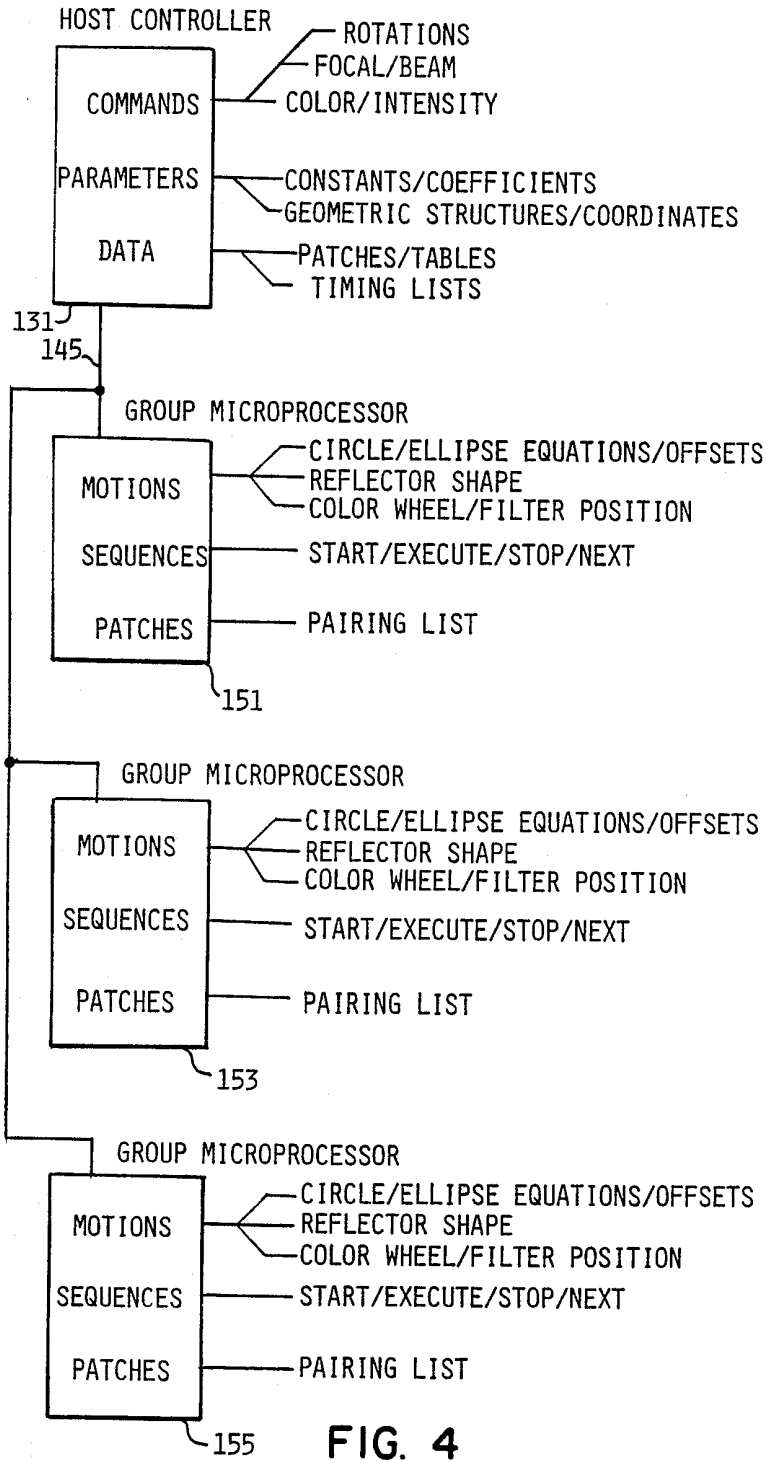 HOST CONTROLLER
ROTATIONS
FOCAL/BEAM
COMMANDS
COLOR/INTENSITY
PARAMETERS
CONSTANTS/COEFFICIENTS
GEOMETRIC STRUCTURES/COORDINATES
DATA
PATCHES/TABLES
TIMING LISTS
131
145
GROUP MICROPROCESSOR
CIRCLE/ELLIPSE EQUATIONS/OFFSETS
MOTIONS
REFLECTOR SHAPE
COLOR WHEEL/FILTER POSITION
SEQUENCES
START/EXECUTE/STOP/NEXT
PATCHES
PAIRING LIST
151
GROUP MICROPROCESSOR
CIRCLE/ELLIPSE EQUATIONS/OFFSETS
MOTIONS
REFLECTOR SHAPE
COLOR WHEEL/FILTER POSITION
SEQUENCES
START/EXECUTE/STOP/NEXT
PATCHES
PAIRING LIST
153
GROUP MICROPROCESSOR
CIRCLE/ELLIPSE EQUATIONS/OFFSETS
MOTIONS
REFLECTOR SHAPE
COLOR WHEEL/FILTER POSITION
SEQUENCES
START/EXECUTE/STOP/NEXT
PATCHES
PAIRING LIST
155
FIG. 4